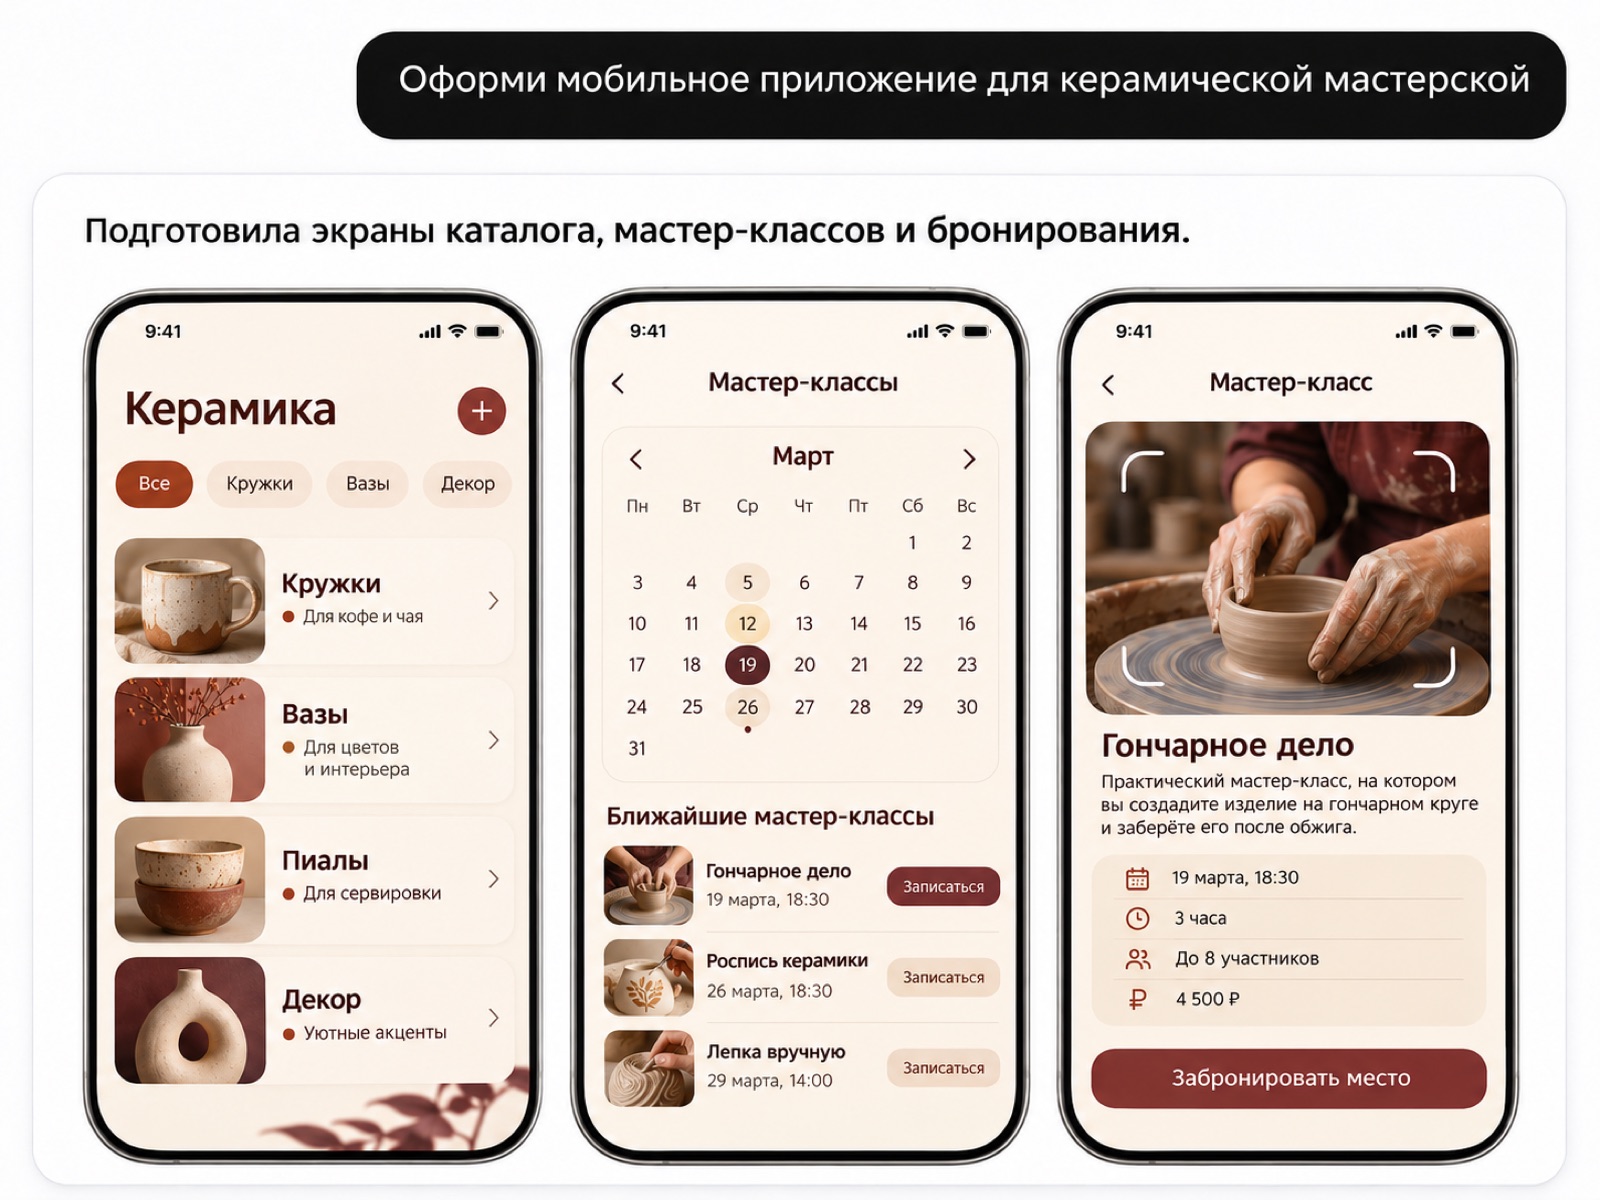 Оформи мобильное приложение для керамической мастерской
Подготовила экраны каталога, мастер-классов и бронирования.
9:41
Керамика
+
Все Кружки Вазы Декор
Кружки
Для кофе и чая
Вазы
Для цветов
и интерьера
Пиалы
Для сервировки
Декор
Уютные акценты
9:41
Мастер-классы
Март
Пн Вт Ср Чт Пт Сб Вс
1 2
3 4 5 6 7 8 9
10 11 12 13 14 15 16
17 18 19 20 21 22 23
24 25 26 27 28 29 30
31
Ближайшие мастер-классы
Гончарное дело
19 марта, 18:30
Записаться
Роспись керамики
26 марта, 18:30
Записаться
Лепка вручную
29 марта, 14:00
Записаться
9:41
Мастер-класс
Гончарное дело
Практический мастер-класс, на котором
вы создадите изделие на гончарном круге
и заберёте его после обжига.
19 марта, 18:30
3 часа
До 8 участников
₽ 4 500 ₽
Забронировать место